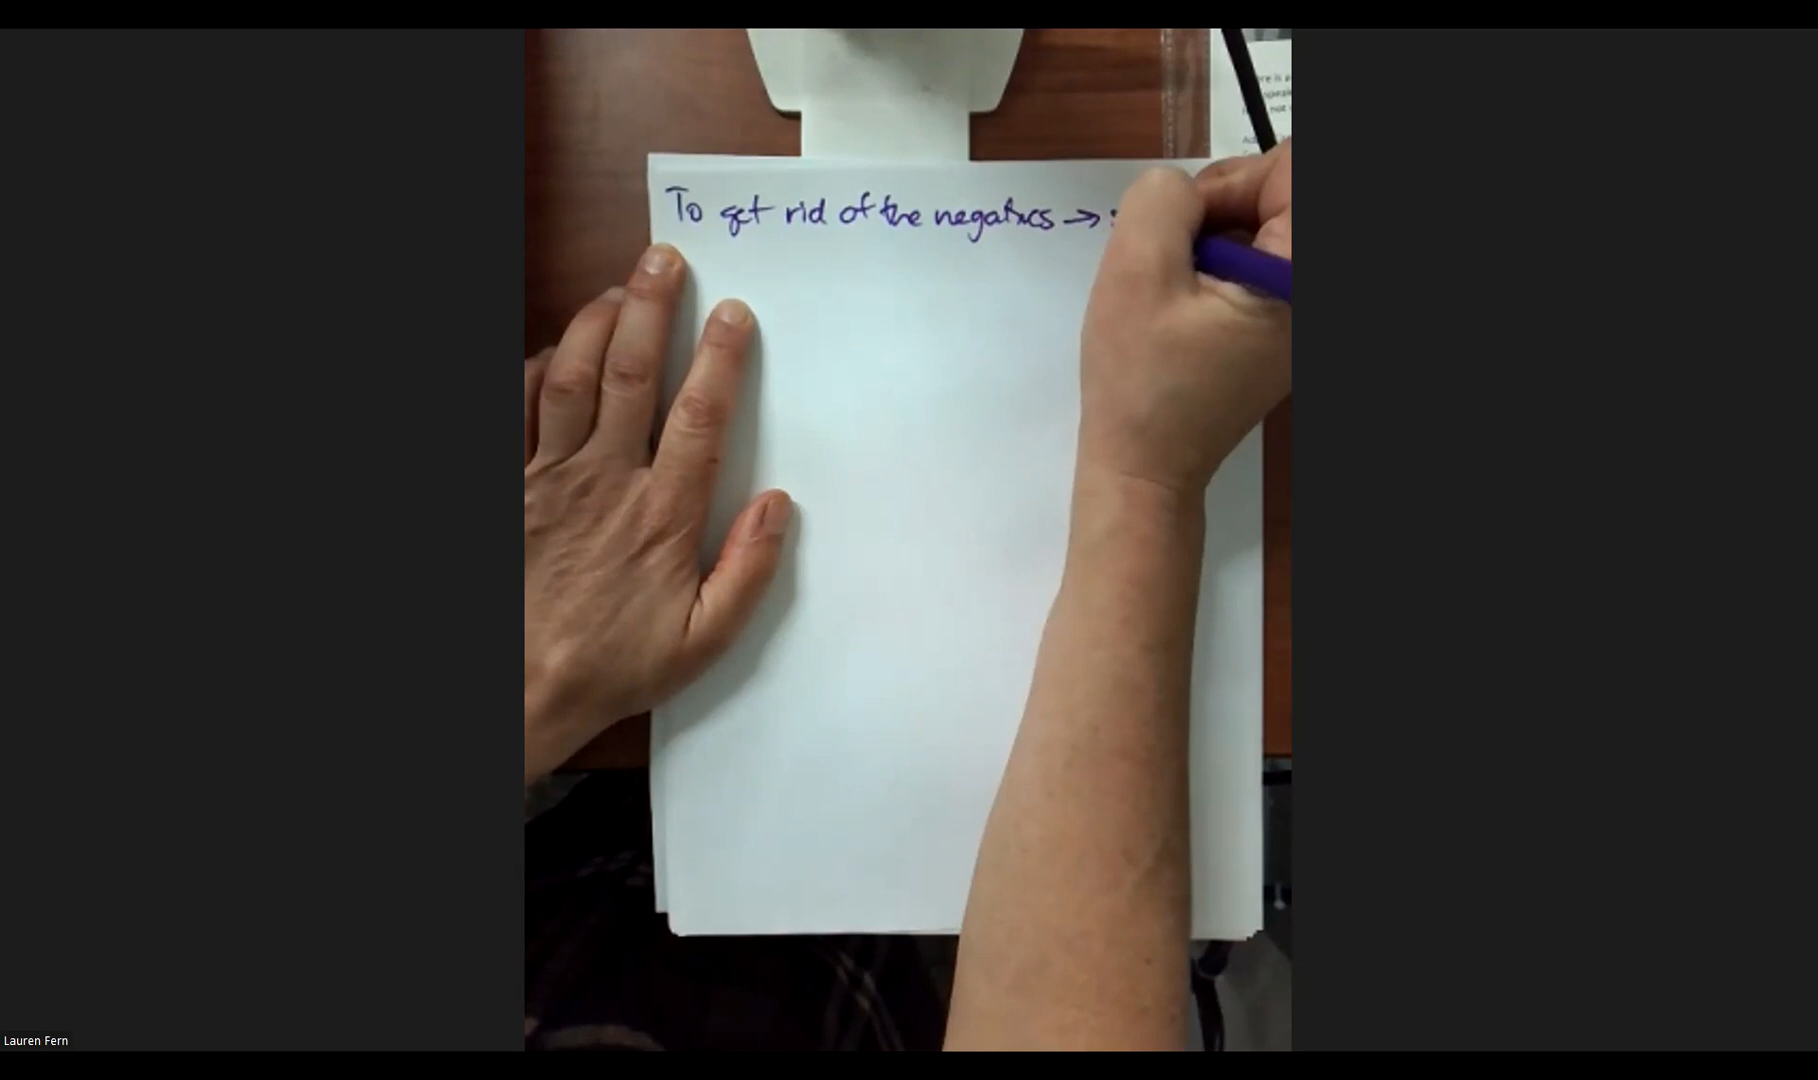 To get rid of the negatives → :
Lauren Fern